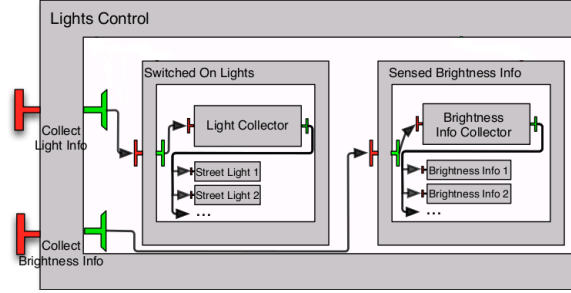 Lights Control
Switched On Lights
Sensed Brightness Info
Light Collector
Brightness
Info Collector
Collect
Light Info
Street Light 1
Street Light 2
...
Brightness Info 1
Brightness Info 2
...
Collect
Brightness Info